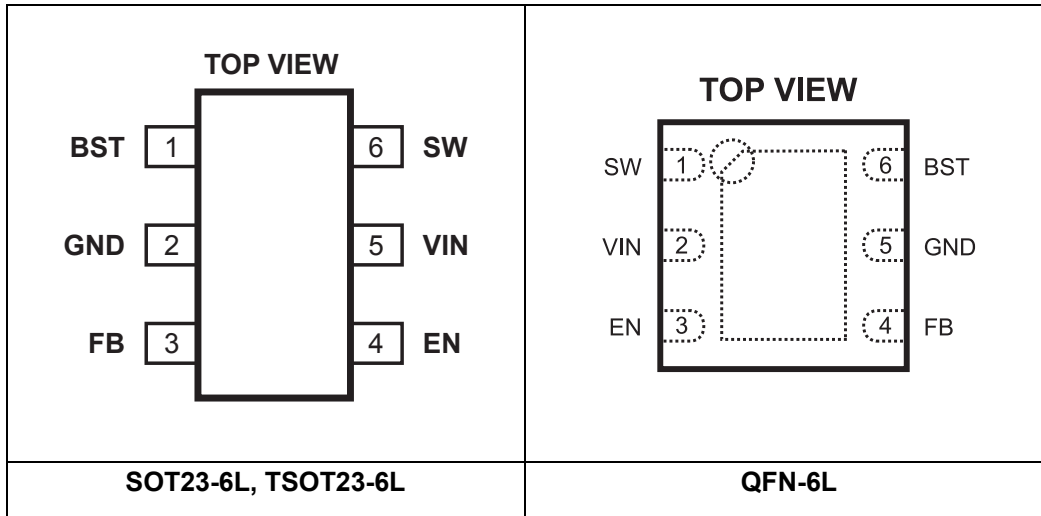 TOP VIEW
BST 1 6 SW
GND 2 5 VIN
FB 3 4 EN
SOT23-6L, TSOT23-6L
TOP VIEW
SW 1 6 BST
VIN 2 5 GND
EN 3 4 FB
QFN-6L